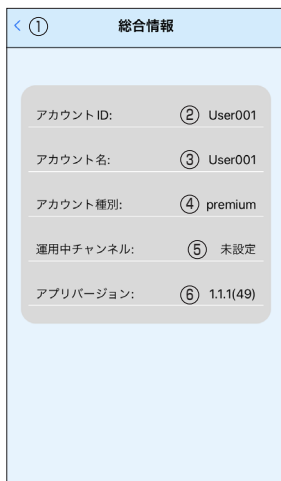 < ① 総合情報
アカウント ID: ② User001
アカウント名: ③ User001
アカウント種別: ④ premium
運用中チャンネル: ⑤ 未設定
アプリバージョン: ⑥ 1.1.1(49)